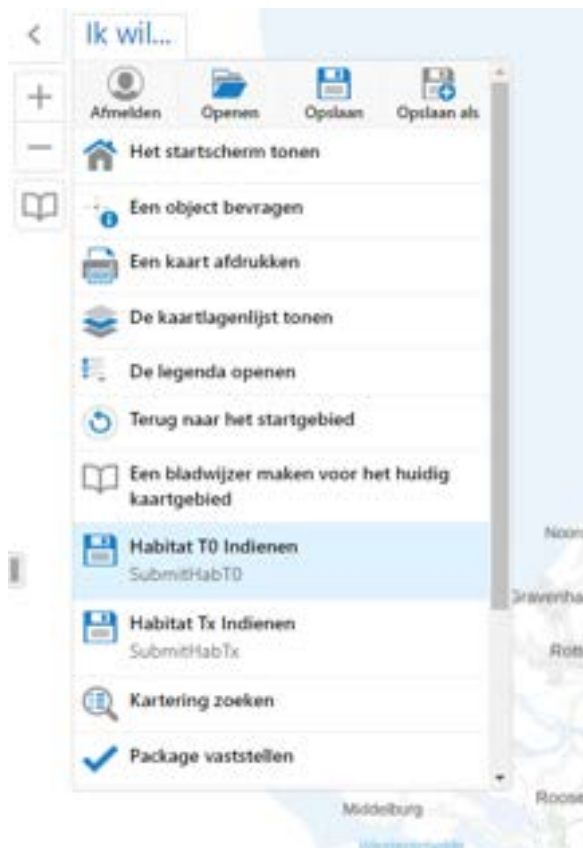 Ik wil...
Afmelden Openen Opslaan Opslaan als
Het startscherm tonen
Een object bevragen
Een kaart afdrukken
De kaartlagenlijst tonen
De legenda openen
Terug naar het startgebied
Een bladwijzer maken voor het huidig
kaartgebied
Habitat T0 Indienen
SubmitHabT0
Noor
Gravenha
Habitat Tx Indienen
SubmitHabTx
Rott
Kartering zoeken
Package vaststellen
Roose
Middelburg